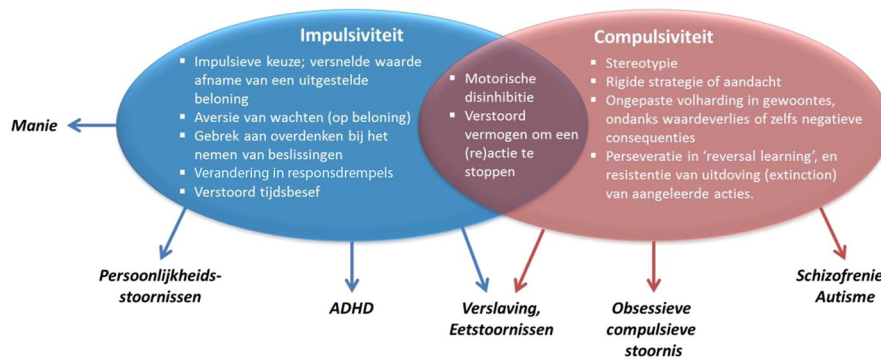 Impulsiviteit
Impulsieve keuze; versnelde waarde
afname van een uitgestelde
beloning
Aversie van wachten (op beloning)
Gebrek aan overdenken bij het
nemen van beslissingen
Verandering in responsdrempels
Verstoord tijdsbesef
Motorische
disinhibitie
Verstoord
vermogen om een
(re)actie te
stoppen
Compulsiviteit
Stereotypie
Rigide strategie of aandacht
Ongepaste volharding in gewoontes,
ondanks waardeverlies of zelfs negatieve
consequenties
Perseveratie in ‘reversal learning’, en
resistentie van uitdoving (extinction)
van aangeleerde acties.
Manie
Persoonlijkheids-
stoornissen
ADHD
Verslaving,
Eetstoornissen
Obsessieve
compulsieve
stoornis
Schizofrenie
Autisme